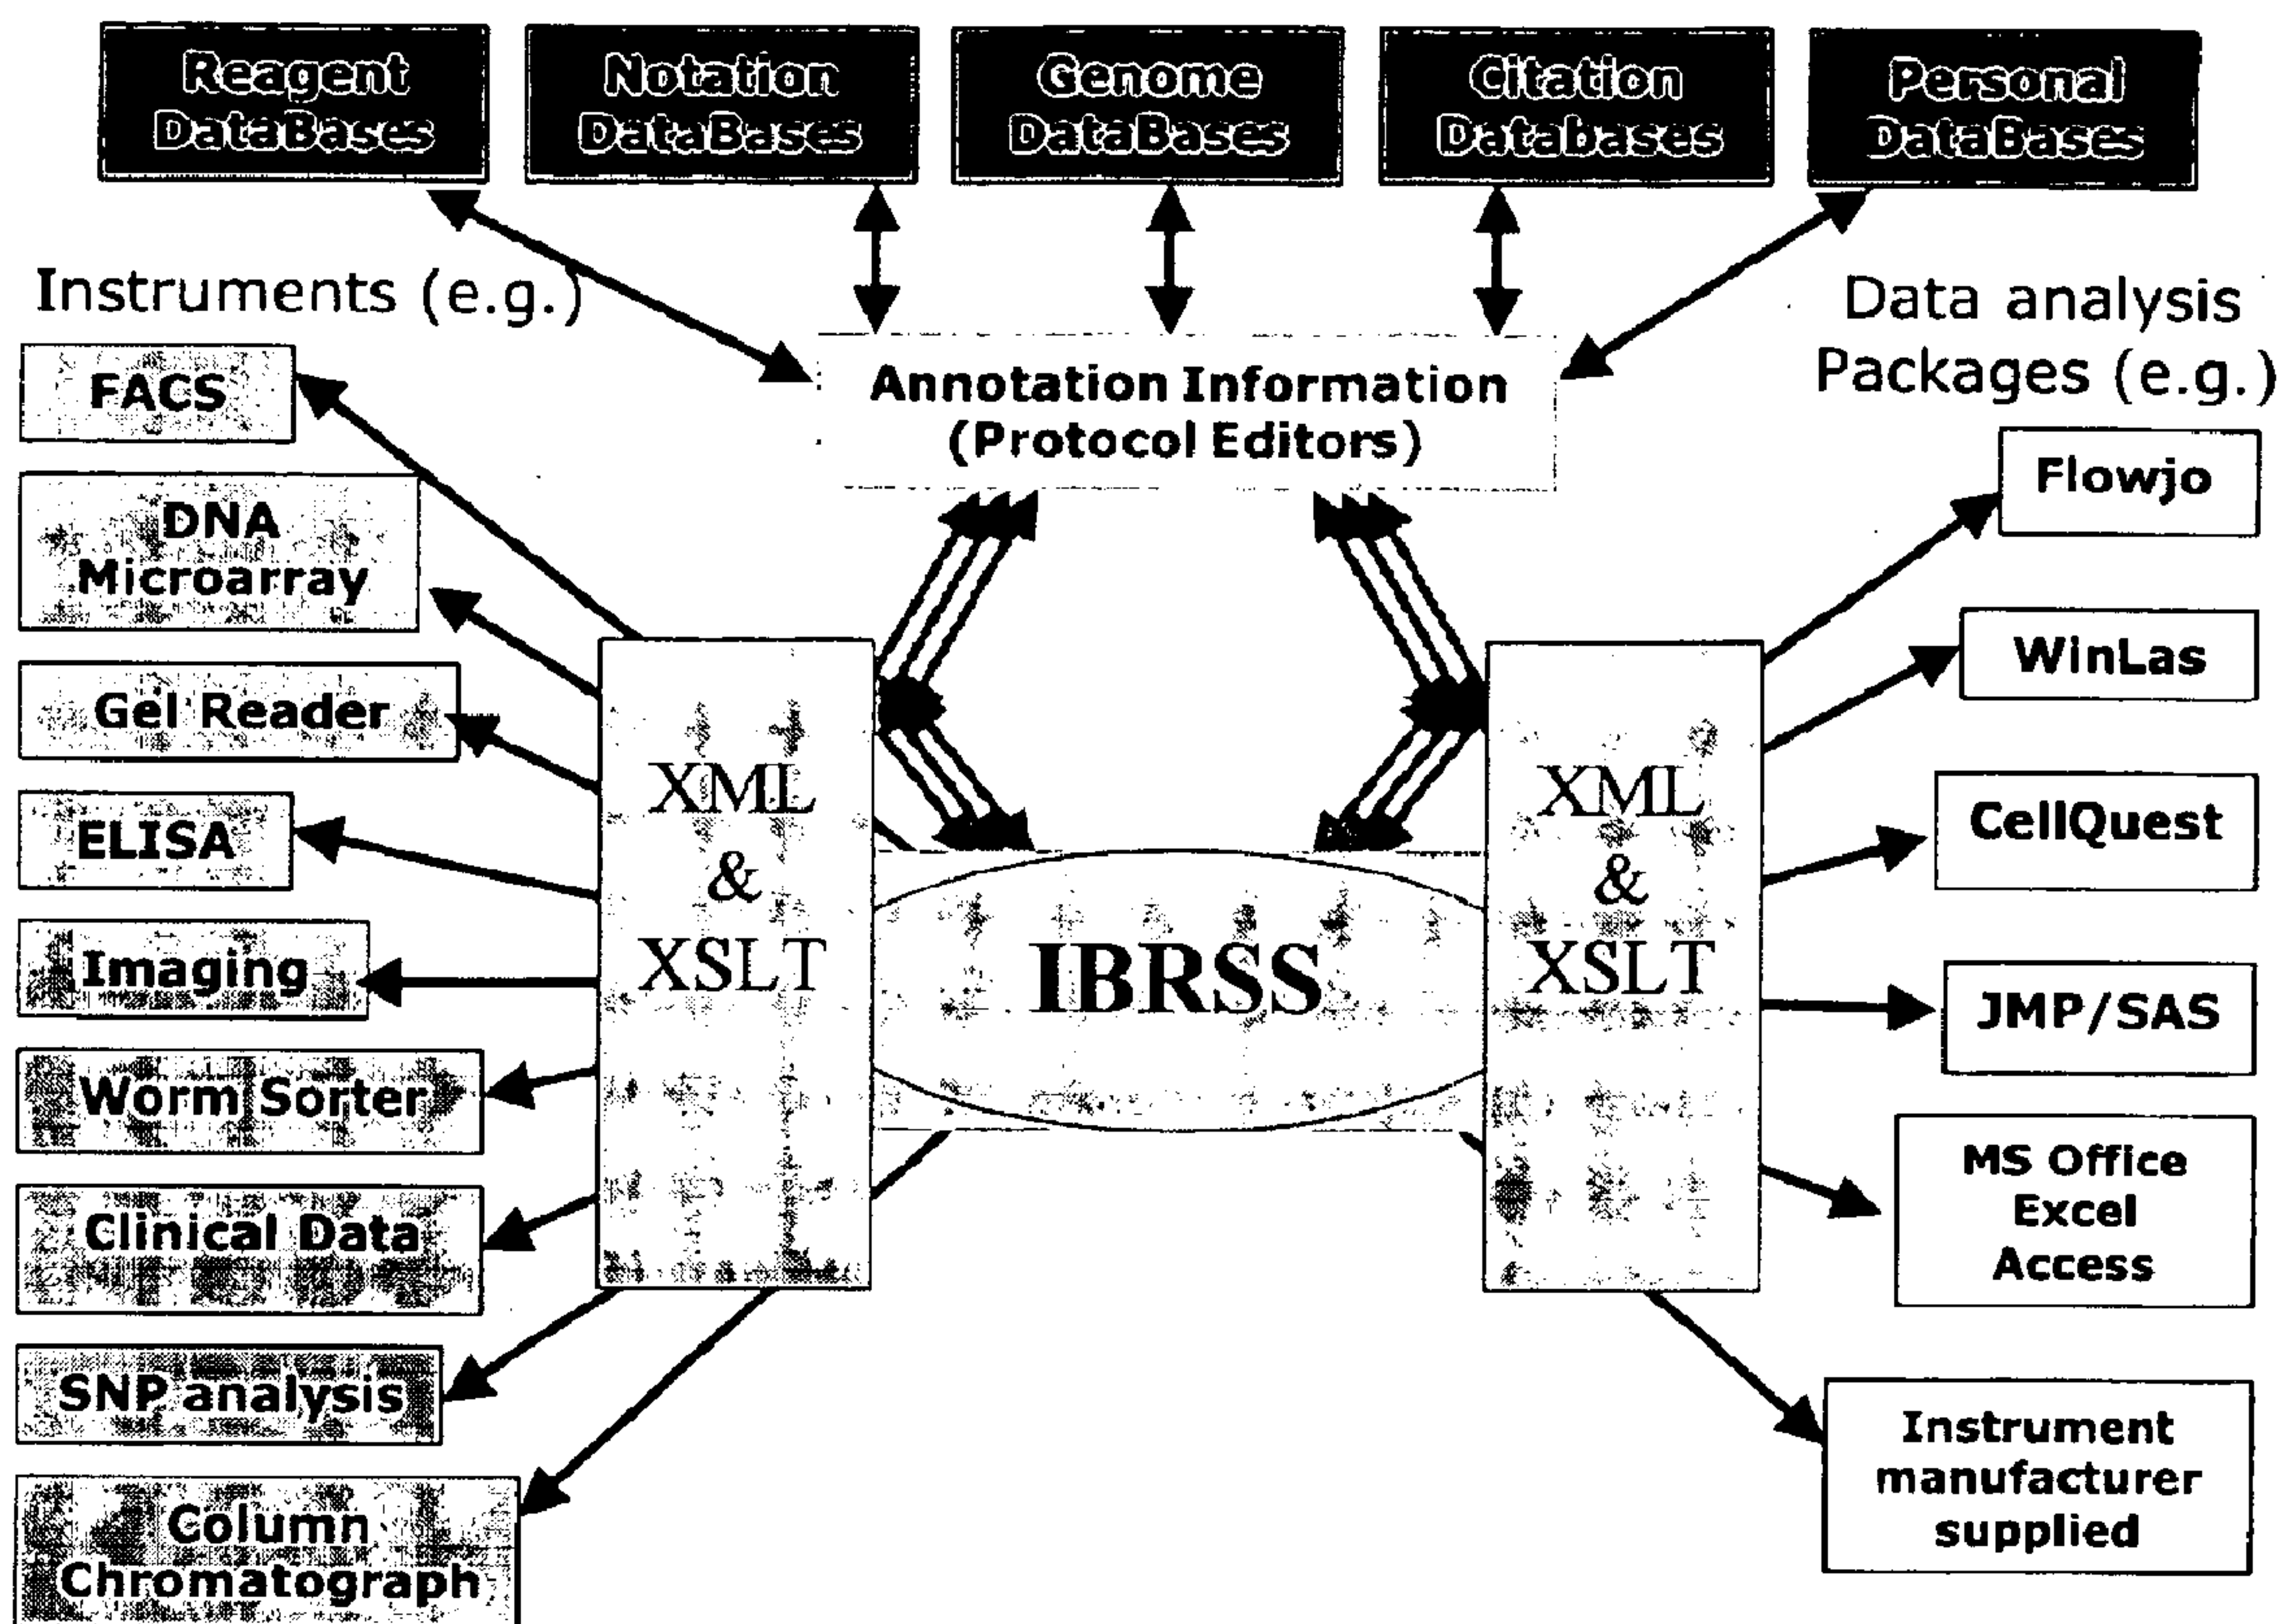 Reagent
DataBases
Notation
DataBases
Genome
DataBases
Citation
Databases
Personal
DataBases
Instruments (e.g.)
Data analysis
Packages (e.g.)
Annotation Information
(Protocol Editors)
FACS
DNA
Microarray
Gel Reader
ELISA
Imaging
Worm Sorter
Clinical Data
SNP analysis
Column
Chromatograph
XML
&
XSLT
IBRSS
XML
&
XSLT
Flowjo
WinLas
CellQuest
JMP/SAS
MS Office
Excel
Access
Instrument
manufacturer
supplied